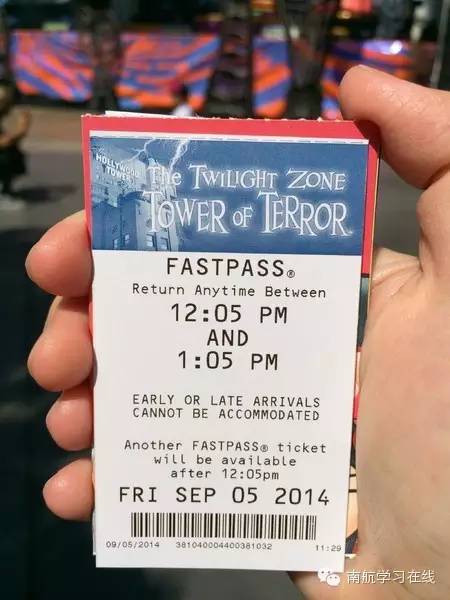 HOLLYWOOD
TOWER
The TWILIGHT ZONE
TOWER OF TERROR
FASTPASS®
Return Anytime Between
12:05 PM
AND
1:05 PM
EARLY OR LATE ARRIVALS
CANNOT BE ACCOMMODATED
Another FASTPASS® ticket
will be available
after 12:05pm
FRI SEP 05 2014
09/05/2014 381040004400381032 11:29
南航学习在线